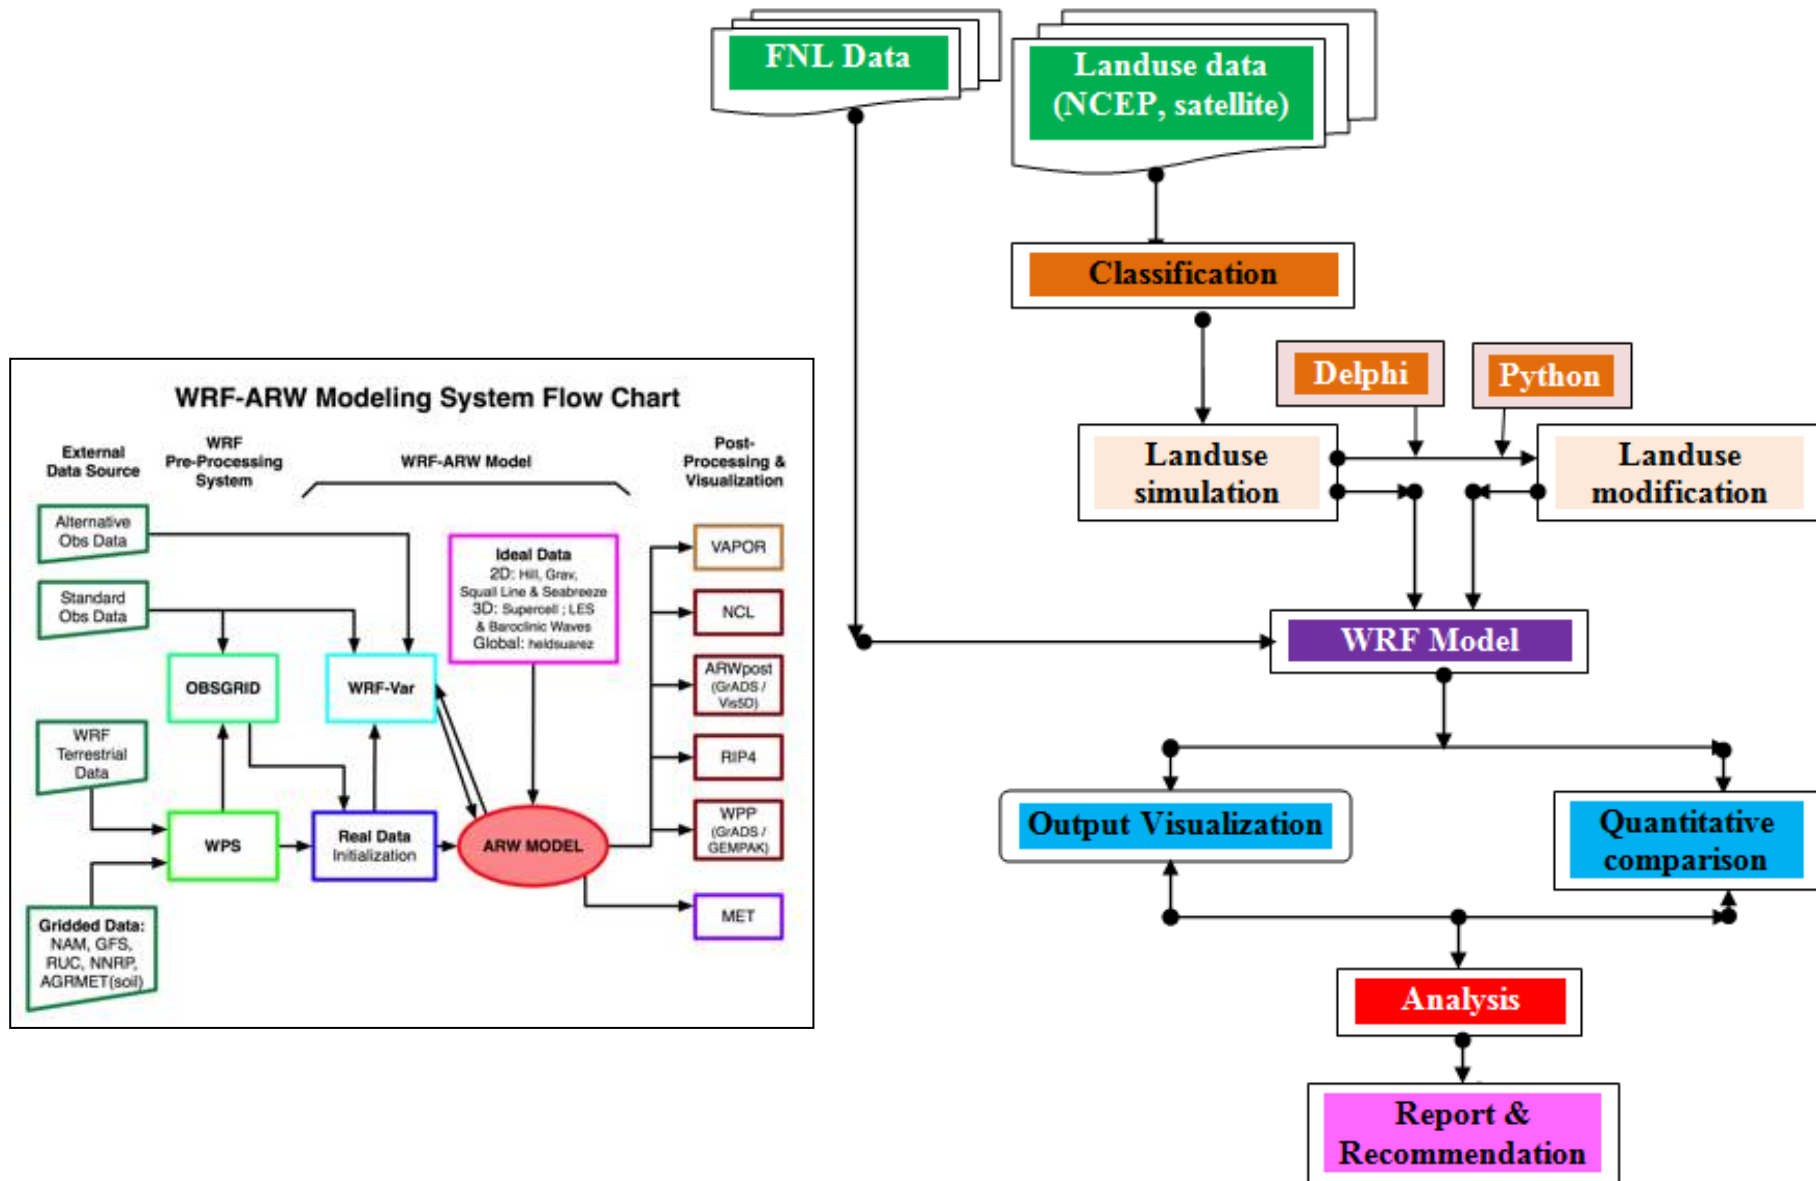 FNL Data
Landuse data
(NCEP, satellite)
Classification
Delphi
Python
Landuse
simulation
Landuse
modification
WRF Model
Output Visualization
Quantitative
comparison
Analysis
Report &
Recommendation
WRF-ARW Modeling System Flow Chart
External
Data Source
WRF
Pre-Processing
System
WRF-ARW Model
Post-
Processing &
Visualization
Alternative
Obs Data
Standard
Obs Data
WRF
Terrestrial
Data
Gridded Data:
NAM, GFS,
RUC, NNRP,
AGRMET(soil)
OBSGRID
WPS
WRF-Var
Real Data
Initialization
Ideal Data
2D: Hill, Grav,
Squall Line & Seabreeze
3D: Supercell ; LES
& Baroclinic Waves
Global: heldsuarez
ARW MODEL
VAPOR
NCL
ARWpost
(GrADS /
Vis5D)
RIP4
WPP
(GrADS /
GEMPAK)
MET